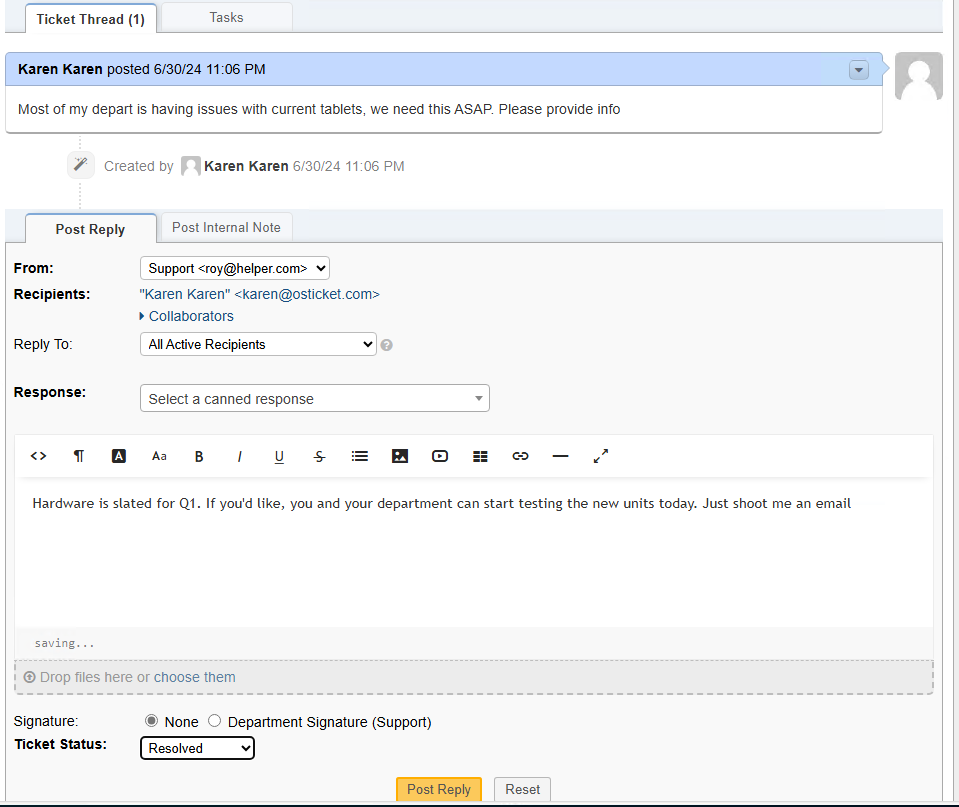 Ticket Thread (1) Tasks
Karen Karen posted 6/30/24 11:06 PM
Most of my depart is having issues with current tablets, we need this ASAP. Please provide info
Created by Karen Karen 6/30/24 11:06 PM
Post Reply Post Internal Note
From: Support <roy@helper.com>
Recipients: "Karen Karen" <karen@osticket.com>
Collaborators
Reply To: All Active Recipients
Response: Select a canned response
<> ¶ A Aa B I U S
Hardware is slated for Q1. If you'd like, you and your department can start testing the new units today. Just shoot me an email
saving...
Drop files here or choose them
Signature: None Department Signature (Support)
Ticket Status: Resolved
Post Reply Reset